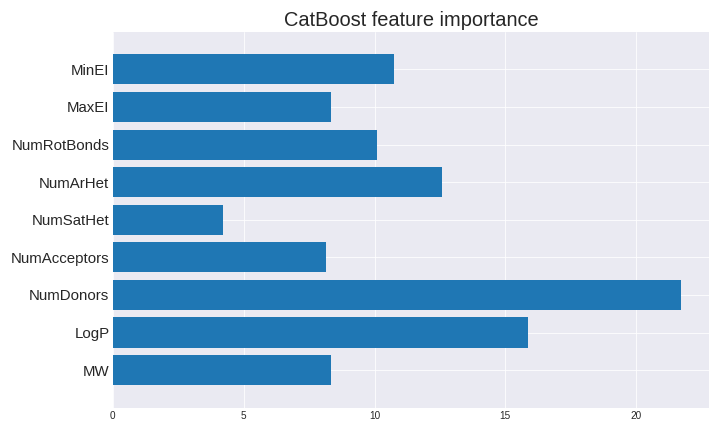 CatBoost feature importance
MinEI
MaxEI
NumRotBonds
NumArHet
NumSatHet
NumAcceptors
NumDonors
LogP
MW
0 5 10 15 20